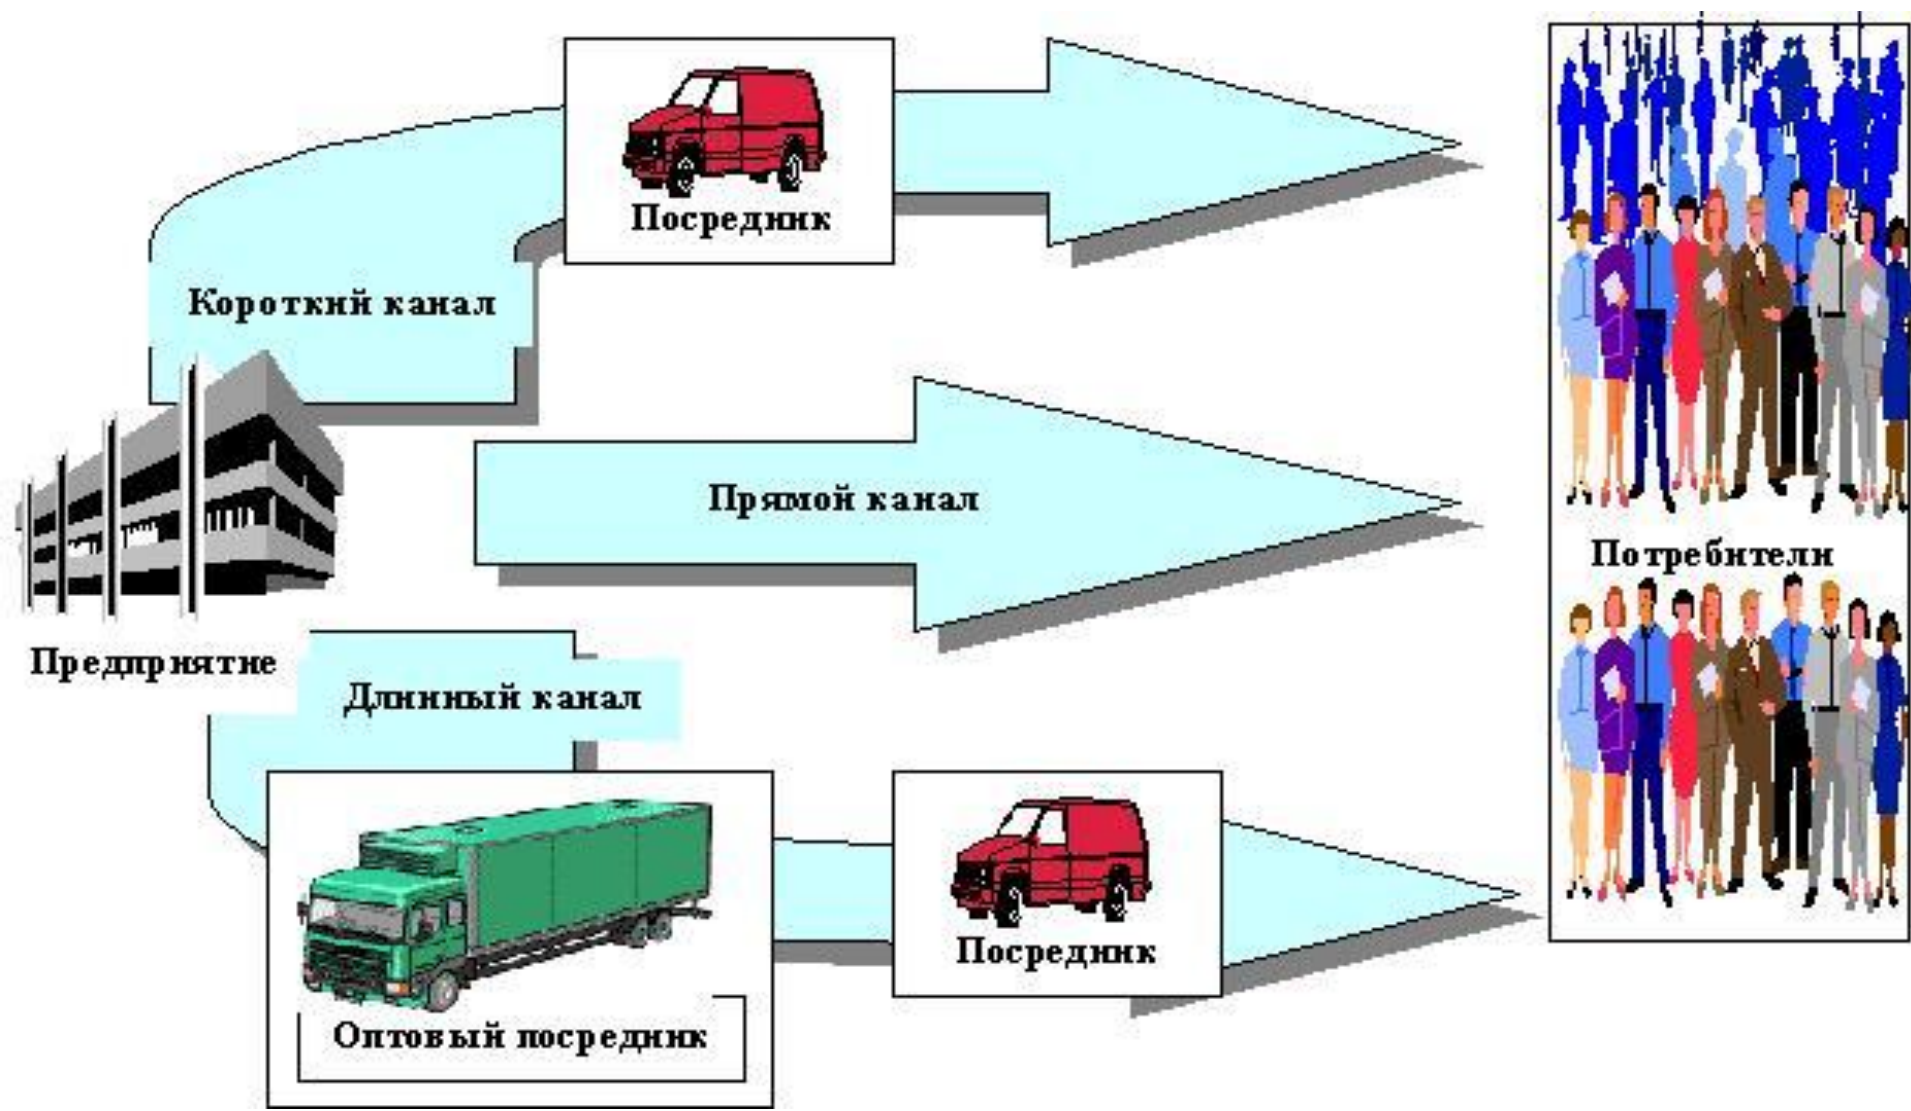 Посредник
Короткий канал
Прямой канал
Потребители
Предприятие
Длинный канал
Посредник
Оптовый посредник